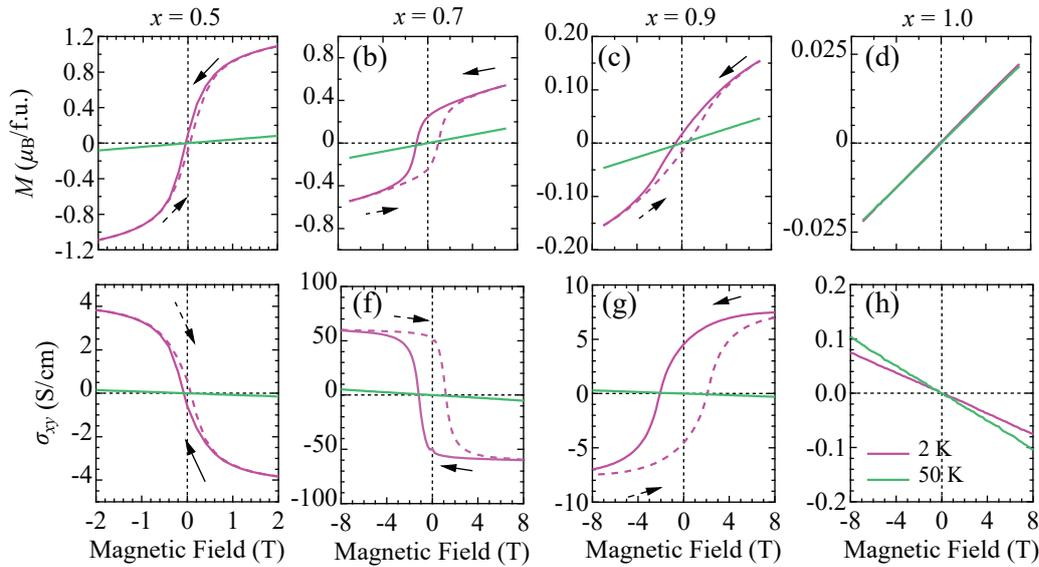 x = 0.5 x = 0.7 x = 0.9 x = 1.0
M (μB/f.u.)
1.2
0.8
0.4
0
-0.4
-0.8
-1.2
(b)
0.8
0.4
0
-0.4
-0.8
(c)
0.20
0.10
0
-0.10
-0.20
(d)
0.025
0
-0.025
σxy (S/cm)
4
2
0
-2
-4
-2 -1 0 1 2
Magnetic Field (T)
(f)
100
50
0
-50
-100
-8 -4 0 4 8
Magnetic Field (T)
(g)
10
5
0
-5
-10
-8 -4 0 4 8
Magnetic Field (T)
(h)
0.2
0.1
0.0
-0.1
-0.2
2 K
50 K
-8 -4 0 4 8
Magnetic Field (T)